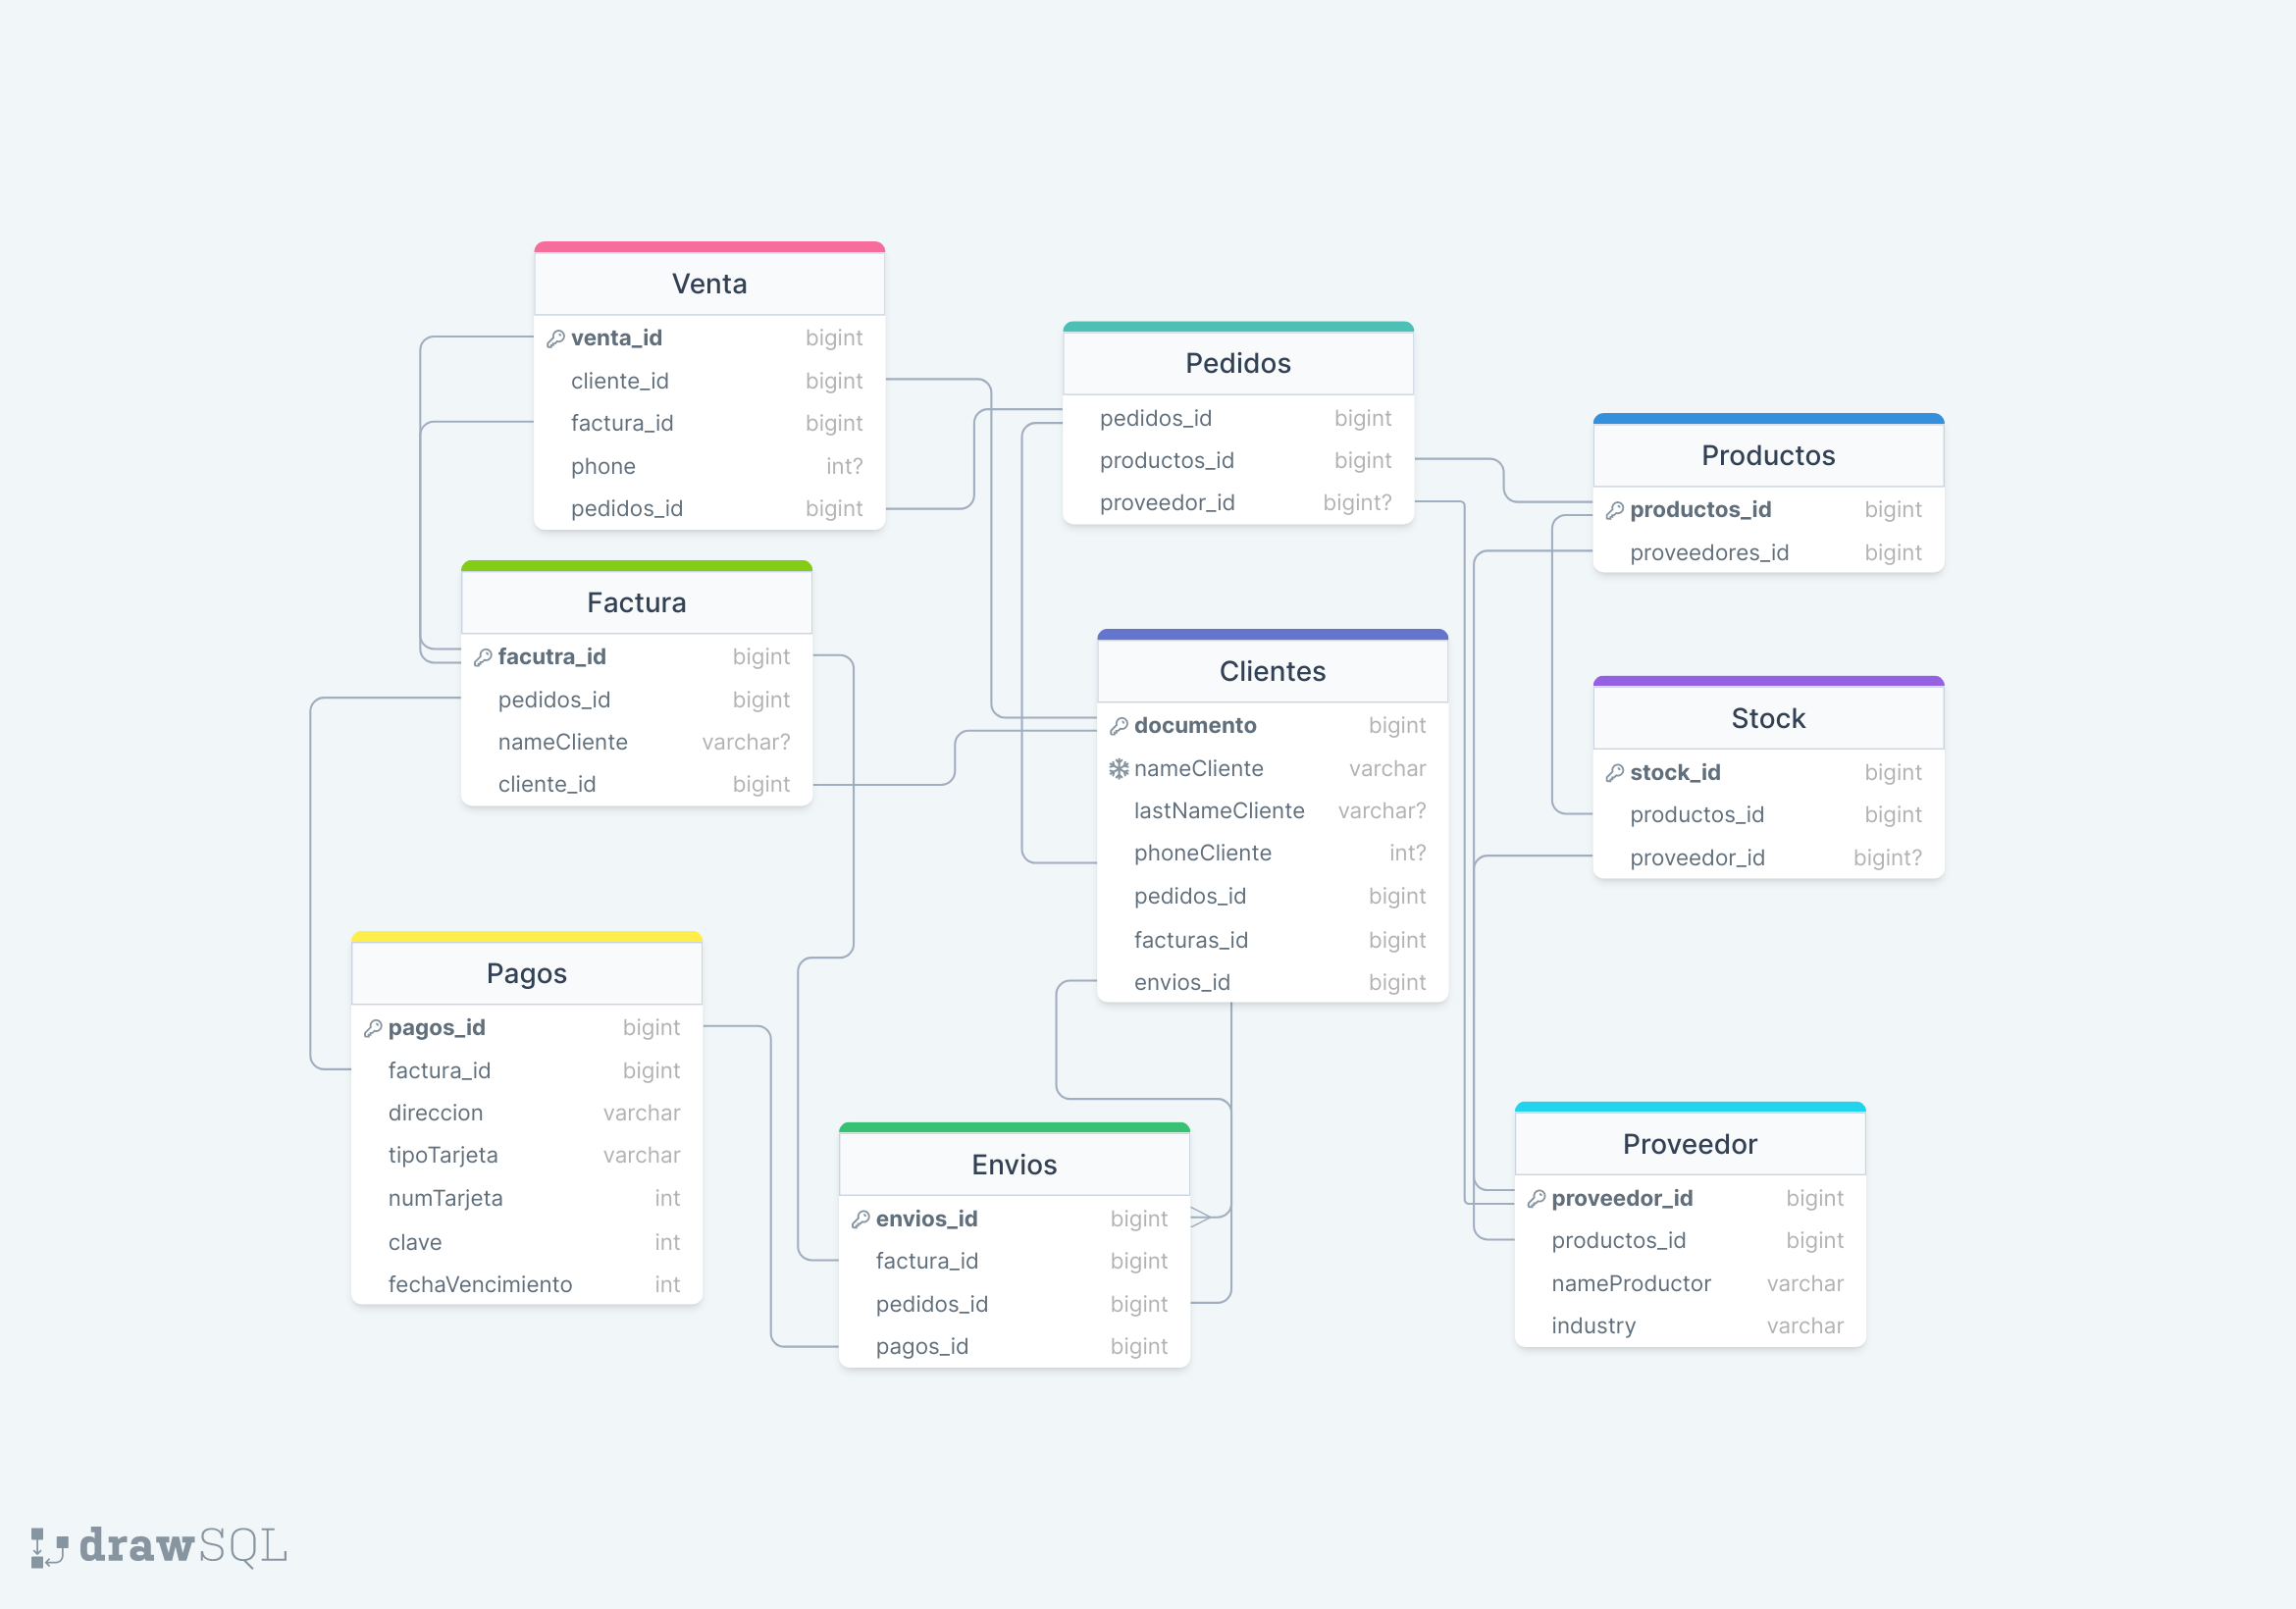 Venta
venta_id bigint
cliente_id bigint
factura_id bigint
phone int?
pedidos_id bigint
Pedidos
pedidos_id bigint
productos_id bigint
proveedor_id bigint?
Productos
productos_id bigint
proveedores_id bigint
Factura
facutra_id bigint
pedidos_id bigint
nameCliente varchar?
cliente_id bigint
Clientes
documento bigint
nameCliente varchar
lastNameCliente varchar?
phoneCliente int?
pedidos_id bigint
facturas_id bigint
envios_id bigint
Stock
stock_id bigint
productos_id bigint
proveedor_id bigint?
Pagos
pagos_id bigint
factura_id bigint
direccion varchar
tipoTarjeta varchar
numTarjeta int
clave int
fechaVencimiento int
Envios
envios_id bigint
factura_id bigint
pedidos_id bigint
pagos_id bigint
Proveedor
proveedor_id bigint
productos_id bigint
nameProductor varchar
industry varchar
drawSQL